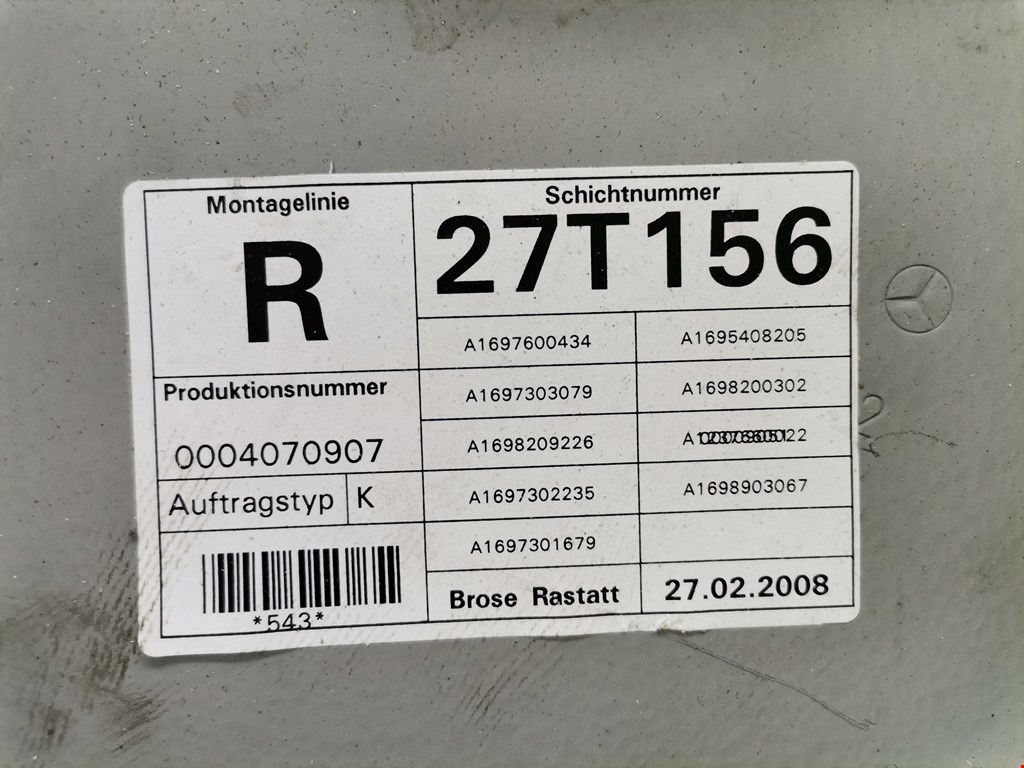 Montagelinie
R
Schichtnummer
27T156
A1697600434 A1695408205
A1697303079 A1698200302
A1698209226
A1697302235 A1698903067
A1697301679
Produktionsnummer
0004070907
Auftragstyp K
*543*
Brose Rastatt 27.02.2008